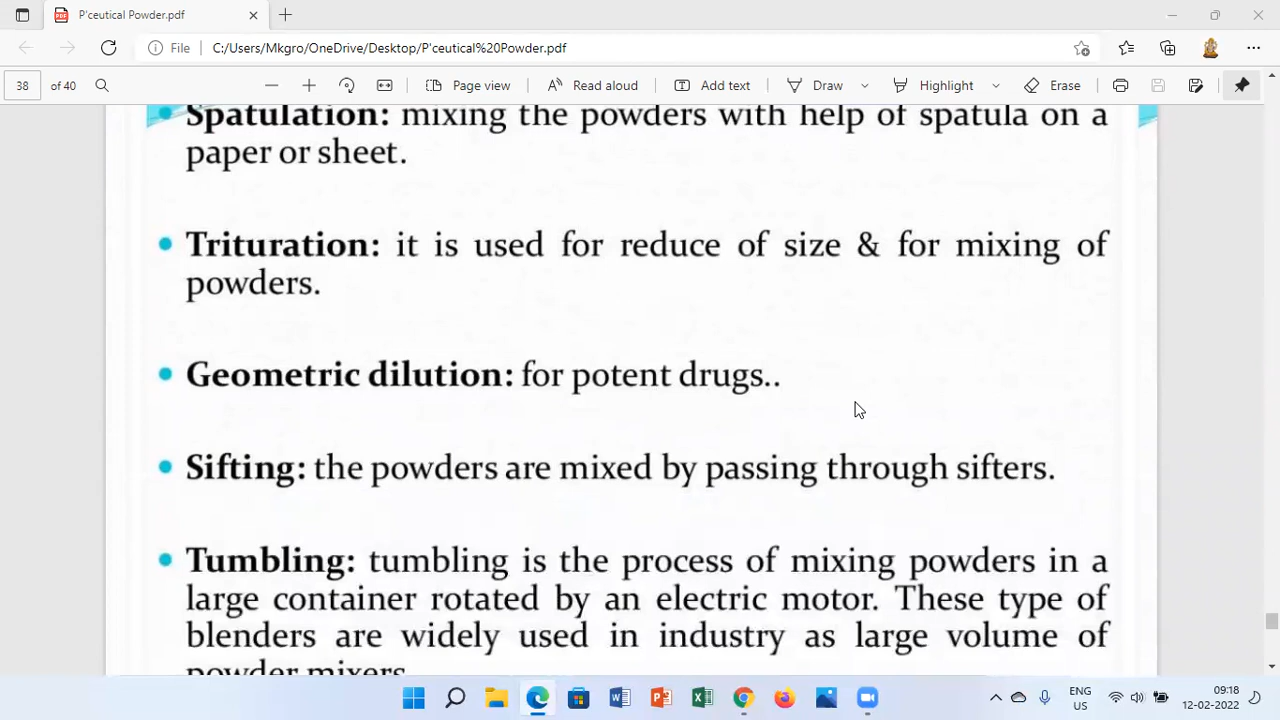 P'ceutical Powder.pdf
File C:/Users/Mkgro/OneDrive/Desktop/P'ceutical%20Powder.pdf
38 of 40 Page view Read aloud Add text Draw Highlight Erase
Spatulation: mixing the powders with help of spatula on a
paper or sheet.
Trituration: it is used for reduce of size & for mixing of
powders.
Geometric dilution: for potent drugs..
Sifting: the powders are mixed by passing through sifters.
Tumbling: tumbling is the process of mixing powders in a
large container rotated by an electric motor. These type of
blenders are widely used in industry as large volume of
powder mixers.
ENG
US
09:18
12-02-2022